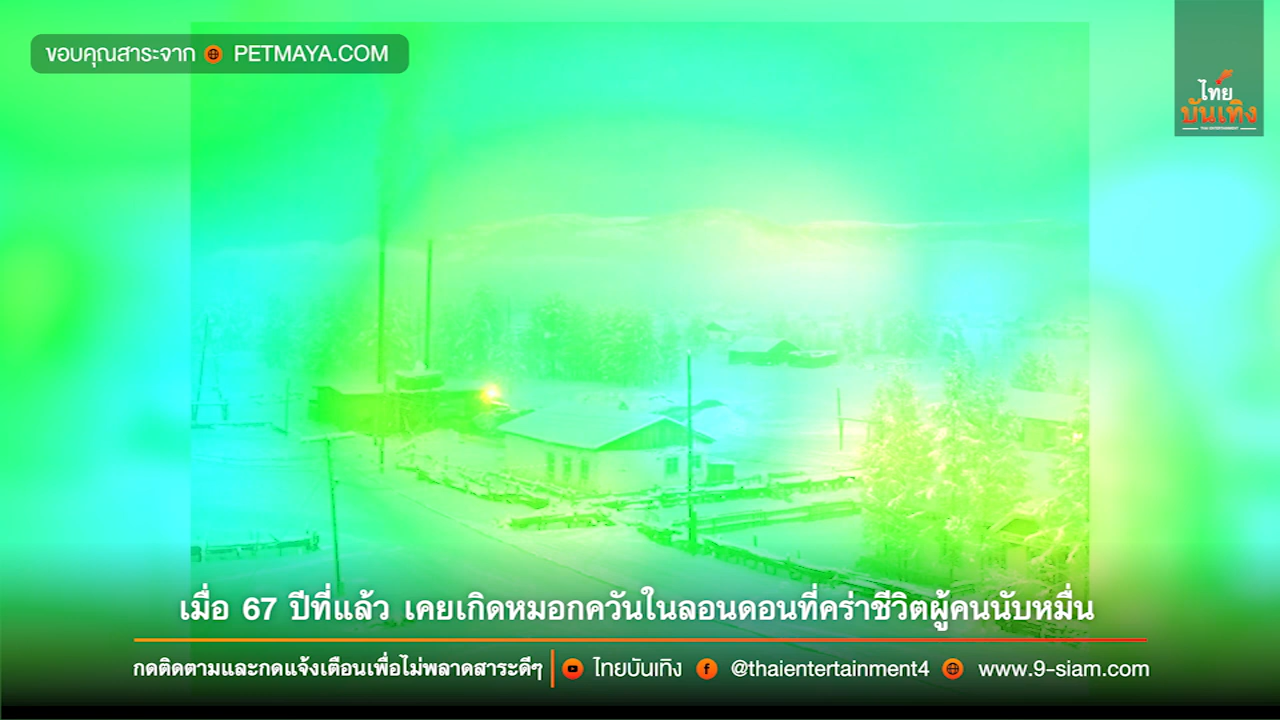 ขอบคุณสาระจาก PETMAYA.COM
ไทย
บันเทิง
THAI ENTERTAINMENT
เมื่อ 67 ปีที่แล้ว เคยเกิดหมอกควันในลอนดอนที่คร่าชีวิตผู้คนนับหมื่น
กดติดตามและกดแจ้งเตือนเพื่อไม่พลาดสาระดีๆ ไทยบันเทิง @thaientertainment4 www.9-siam.com